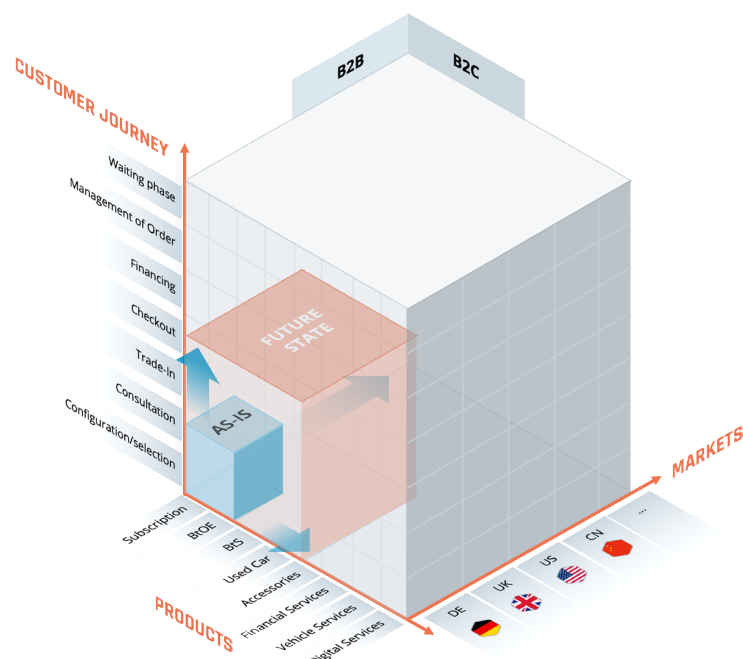 B2B
B2C
CUSTOMER JOURNEY
Waiting phase
Management of Order
Financing
Checkout
Trade-In
Consultation
Configuration/selection
FUTURE
STATE
AS-IS
MARKETS
Subscription
BtOE
BtS
Used Car
Accessories
Financial Services
Vehicle Services
Digital Services
PRODUCTS
DE
UK
US
CN
...